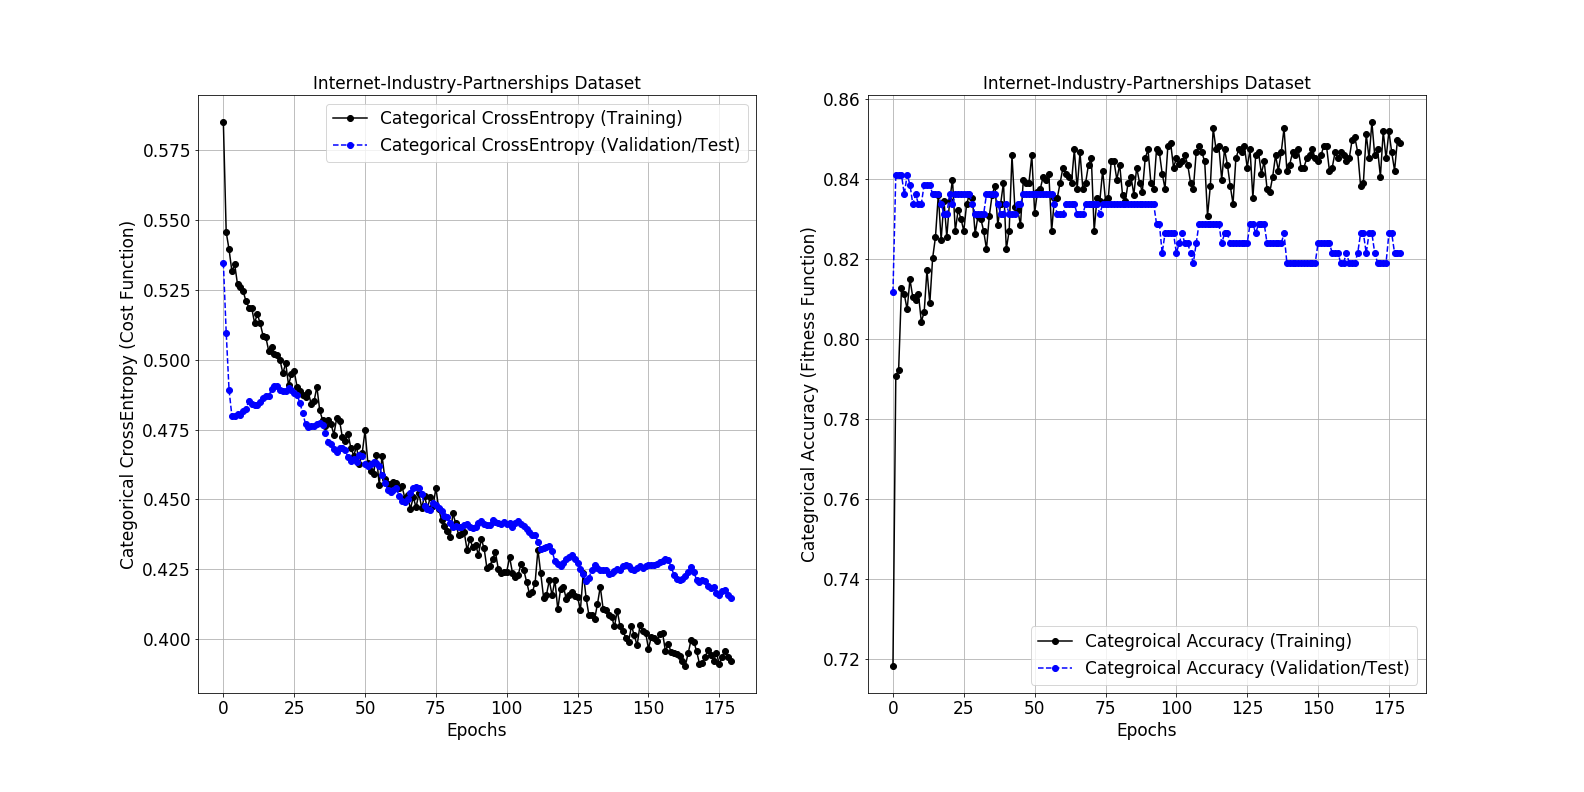 Internet-Industry-Partnerships Dataset
Categorical CrossEntropy (Training)
Categorical CrossEntropy (Validation/Test)
Categorical CrossEntropy (Cost Function)
0.575
0.550
0.525
0.500
0.475
0.450
0.425
0.400
0 25 50 75 100 125 150 175
Epochs
Internet-Industry-Partnerships Dataset
Categroical Accuracy (Fitness Function)
0.86
0.84
0.82
0.80
0.78
0.76
0.74
0.72
Categroical Accuracy (Training)
Categroical Accuracy (Validation/Test)
0 25 50 75 100 125 150 175
Epochs